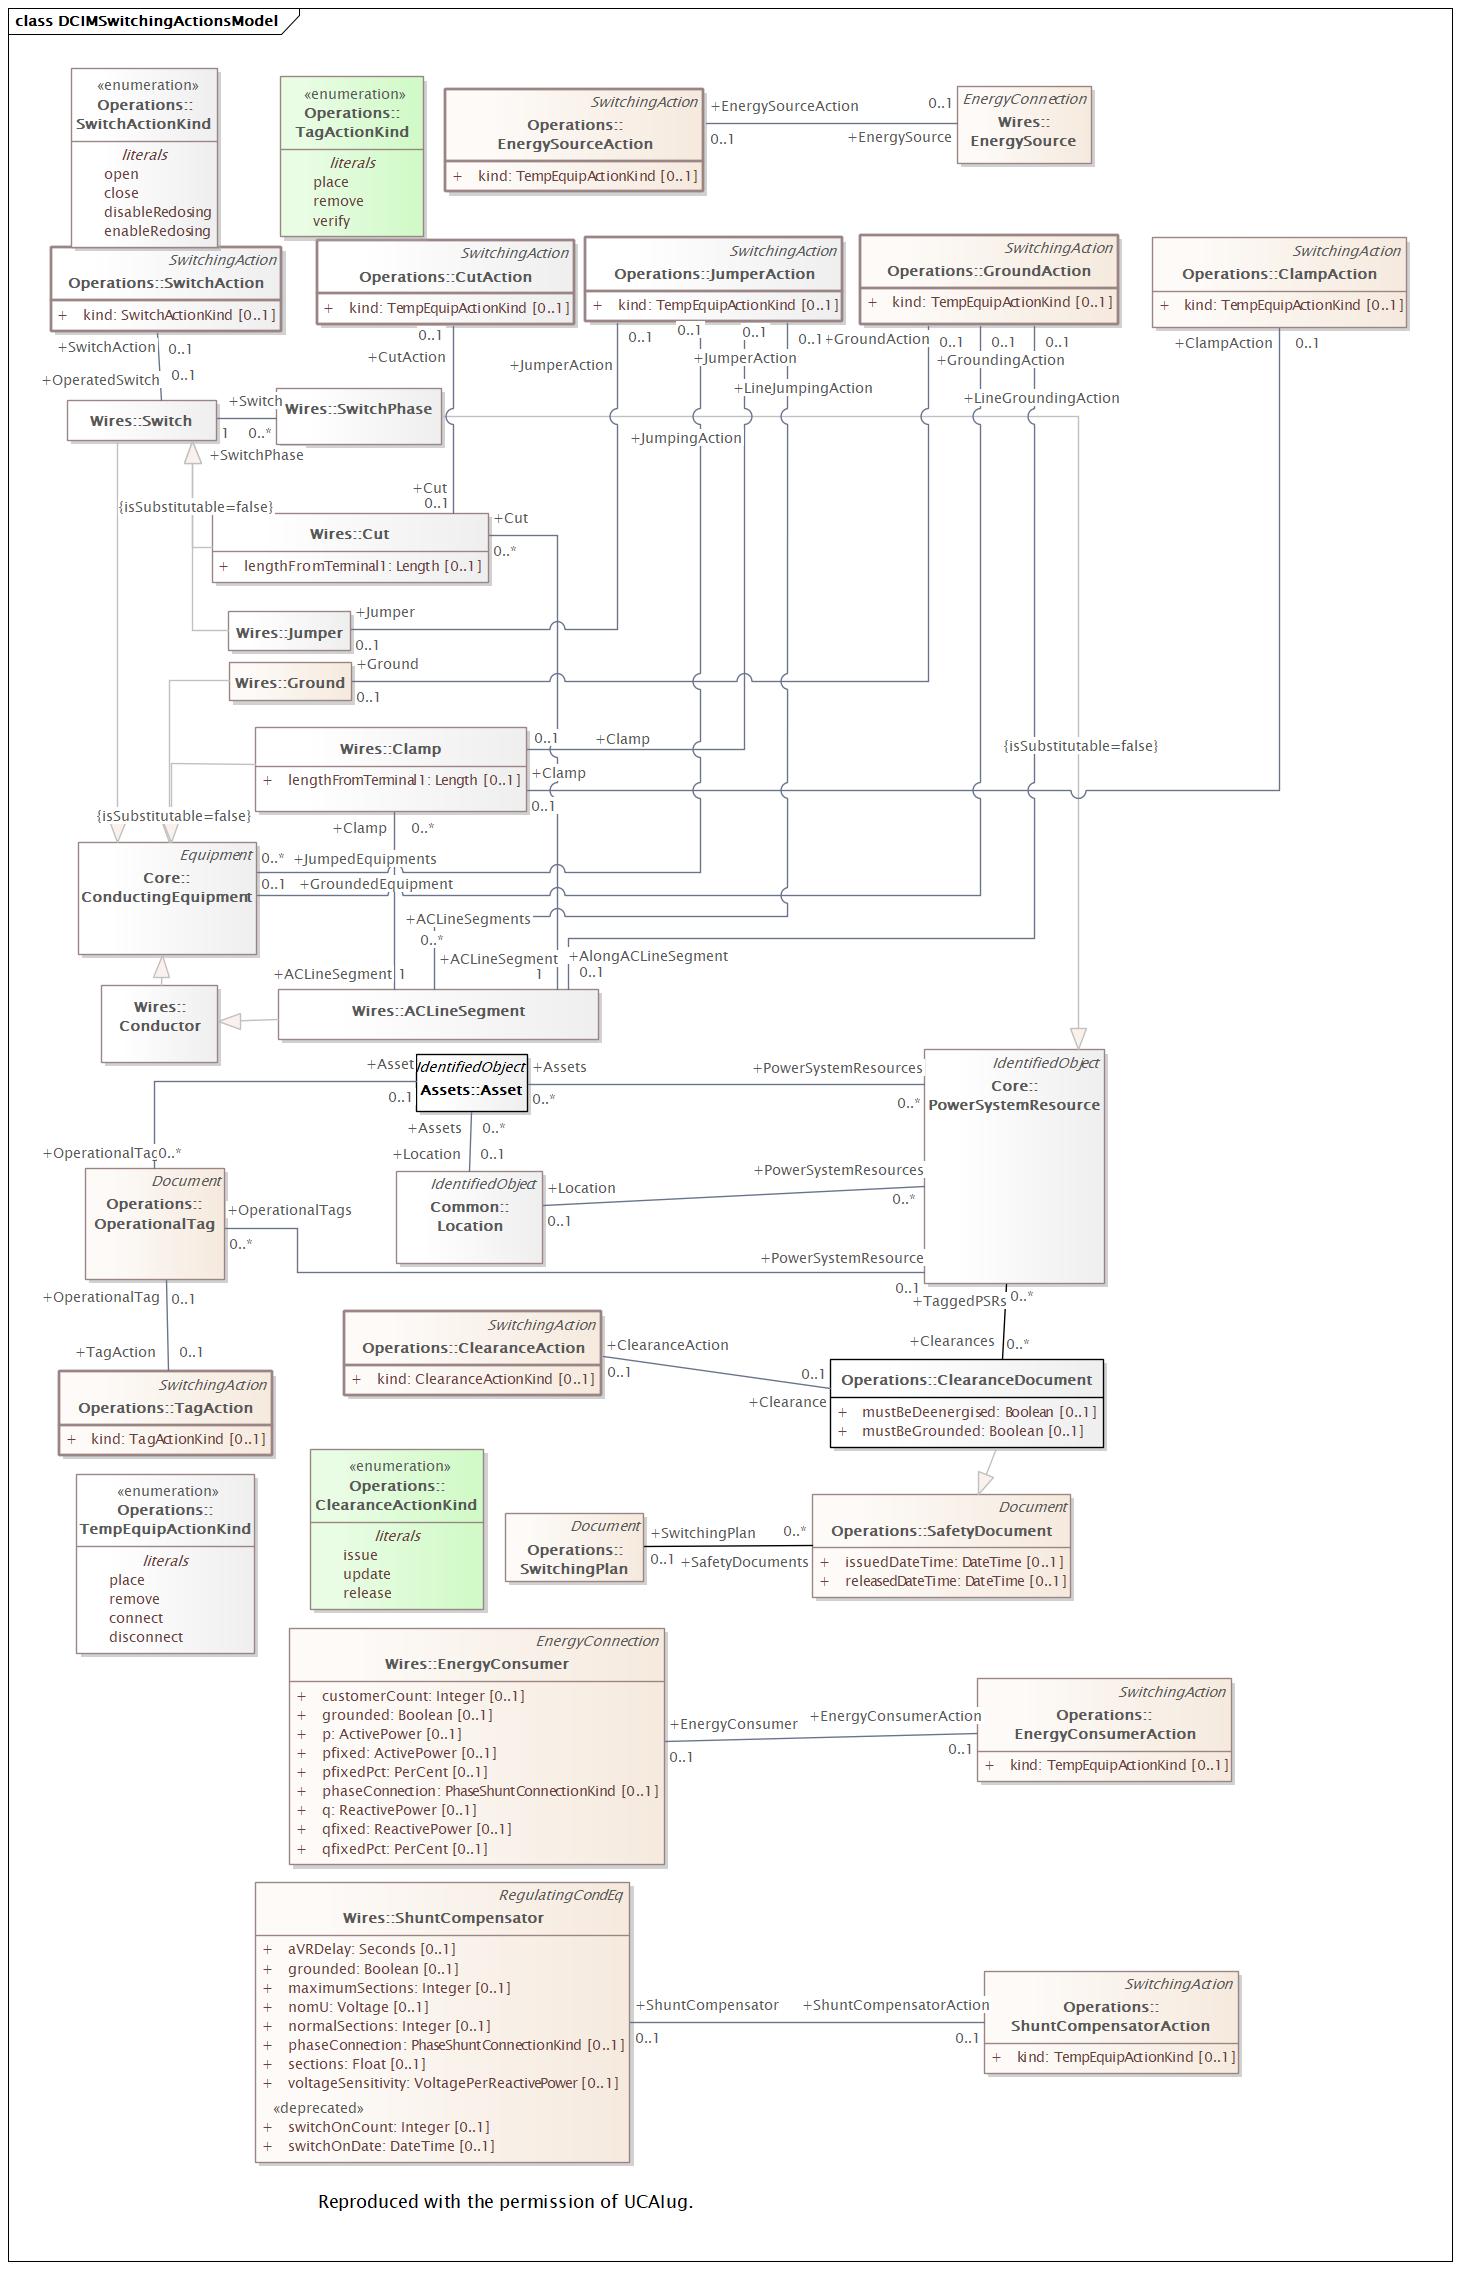 class DCIMSwitchingActionsModel
«enumeration»
Operations::
SwitchActionKind
literals
open
close
disableReclosing
enableReclosing
«enumeration»
Operations::
TagActionKind
literals
place
remove
verify
SwitchingAction
Operations::
EnergySourceAction
+ kind: TempEquipActionKind [0..1]
+EnergySourceAction
0..1
0..1
+EnergySource
EnergyConnection
Wires::
EnergySource
SwitchingAction
Operations::SwitchAction
+ kind: SwitchActionKind [0..1]
SwitchingAction
Operations::CutAction
+ kind: TempEquipActionKind [0..1]
SwitchingAction
Operations::JumperAction
+ kind: TempEquipActionKind [0..1]
SwitchingAction
Operations::GroundAction
+ kind: TempEquipActionKind [0..1]
SwitchingAction
Operations::ClampAction
+ kind: TempEquipActionKind [0..1]
+SwitchAction 0..1
+OperatedSwitch 0..1
0..1
+CutAction
0..1
+JumperAction
0..1
+JumperAction
0..1
+LineJumpingAction
0..1
+JumpingAction
+GroundAction
0..1
+GroundingAction
0..1
+LineGroundingAction
0..1
+ClampAction 0..1
Wires::Switch
+Switch
1
0..*
+SwitchPhase
Wires::SwitchPhase
{isSubstitutable=false}
+Cut
0..1
Wires::Cut
+ lengthFromTerminal1: Length [0..1]
+Cut
0..*
Wires::Jumper
+Jumper
0..1
Wires::Ground
+Ground
0..1
Wires::Clamp
+ lengthFromTerminal1: Length [0..1]
0..1
+Clamp
+Clamp
0..1
{isSubstitutable=false}
{isSubstitutable=false}
+Clamp 0..*
Equipment
Core::
ConductingEquipment
0..* +JumpedEquipments
0..1 +GroundedEquipment
+ACLineSegments
0..*
+ACLineSegment
1
+AlongACLineSegment
0..1
+ACLineSegment 1
Wires::
Conductor
Wires::ACLineSegment
+Asset
0..1
IdentifiedObject
Assets::Asset
+Assets
0..*
+PowerSystemResources
0..*
IdentifiedObject
Core::
PowerSystemResource
+Assets 0..*
+Location 0..1
IdentifiedObject
Common::
Location
+Location
0..1
+PowerSystemResources
0..*
0..*
Document
Operations::
OperationalTag
+OperationalTags
0..*
+PowerSystemResource
0..1
+TaggedPSRs 0..*
+Clearances 0..*
+OperationalTag 0..1
+TagAction 0..1
SwitchingAction
Operations::TagAction
+ kind: TagActionKind [0..1]
SwitchingAction
Operations::ClearanceAction
+ kind: ClearanceActionKind [0..1]
+ClearanceAction
0..1
0..1
+Clearance
Operations::ClearanceDocument
+ mustBeDeenergised: Boolean [0..1]
+ mustBeGrounded: Boolean [0..1]
«enumeration»
Operations::
TempEquipActionKind
literals
place
remove
connect
disconnect
«enumeration»
Operations::
ClearanceActionKind
literals
issue
update
release
Document
Operations::
SwitchingPlan
+SwitchingPlan
0..1
0..*
+SafetyDocuments
Document
Operations::SafetyDocument
+ issuedDateTime: DateTime [0..1]
+ releasedDateTime: DateTime [0..1]
EnergyConnection
Wires::EnergyConsumer
+ customerCount: Integer [0..1]
+ grounded: Boolean [0..1]
+ p: ActivePower [0..1]
+ pfixed: ActivePower [0..1]
+ pfixedPct: PerCent [0..1]
+ phaseConnection: PhaseShuntConnectionKind [0..1]
+ q: ReactivePower [0..1]
+ qfixed: ReactivePower [0..1]
+ qfixedPct: PerCent [0..1]
+EnergyConsumer
0..1
+EnergyConsumerAction
0..1
SwitchingAction
Operations::
EnergyConsumerAction
+ kind: TempEquipActionKind [0..1]
RegulatingCondEq
Wires::ShuntCompensator
+ aVRDelay: Seconds [0..1]
+ grounded: Boolean [0..1]
+ maximumSections: Integer [0..1]
+ nomU: Voltage [0..1]
+ normalSections: Integer [0..1]
+ phaseConnection: PhaseShuntConnectionKind [0..1]
+ sections: Float [0..1]
+ voltageSensitivity: VoltagePerReactivePower [0..1]
«deprecated»
+ switchOnCount: Integer [0..1]
+ switchOnDate: DateTime [0..1]
+ShuntCompensator
0..1
+ShuntCompensatorAction
0..1
SwitchingAction
Operations::
ShuntCompensatorAction
+ kind: TempEquipActionKind [0..1]
Reproduced with the permission of UCAIug.